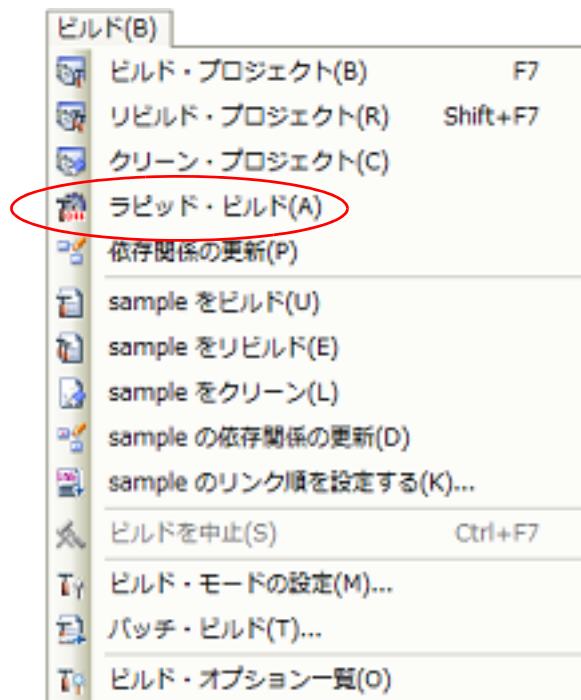 ビルド(B)
ビルド・プロジェクト(B) F7
リビルド・プロジェクト(R) Shift+F7
クリーン・プロジェクト(C)
ラピッド・ビルド(A)
依存関係の更新(P)
sample をビルド(U)
sample をリビルド(E)
sample をクリーン(L)
sample の依存関係の更新(D)
sample のリンク順を設定する(K)...
ビルドを中止(S) Ctrl+F7
ビルド・モードの設定(M)...
バッチ・ビルド(T)...
ビルド・オプション一覧(O)